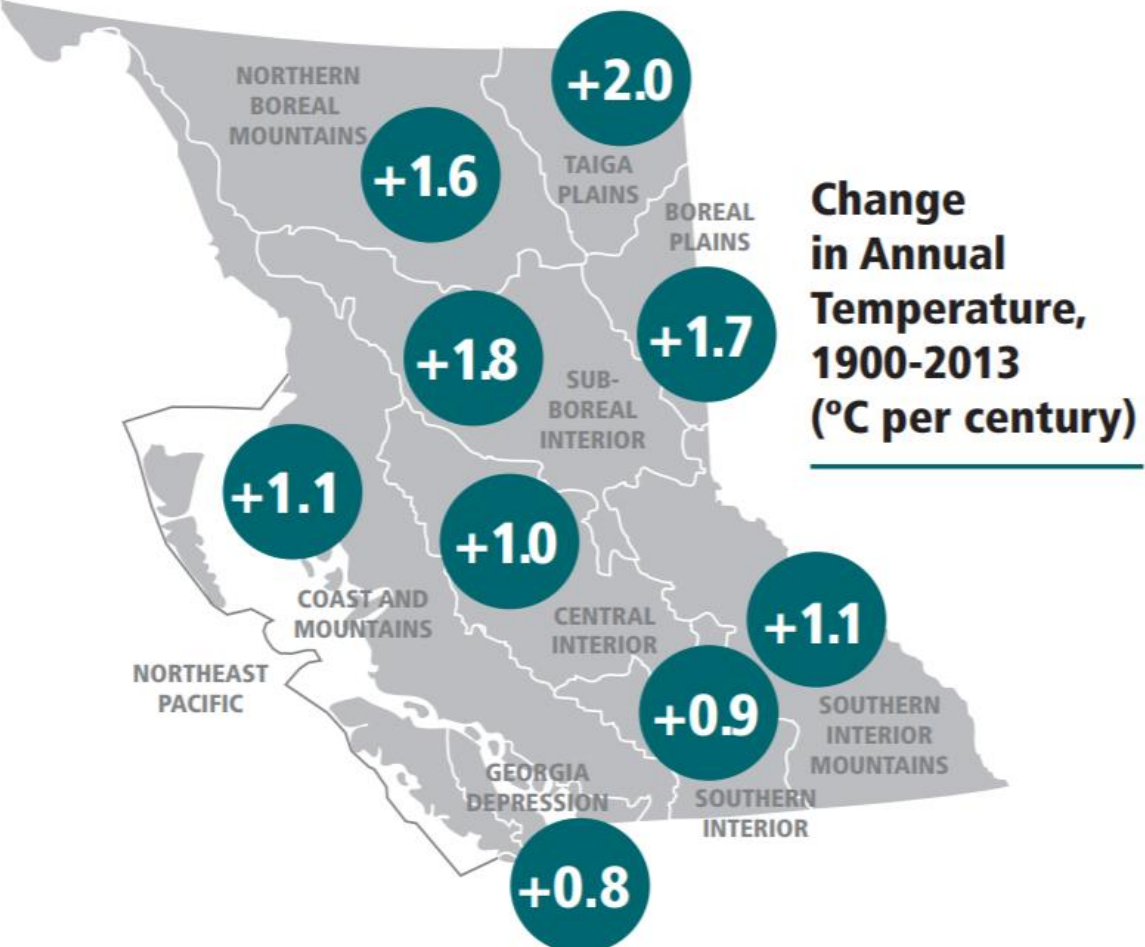 NORTHERN
BOREAL
MOUNTAINS
+1.6
+2.0
TAIGA
PLAINS
BOREAL
PLAINS
+1.7
Change
in Annual
Temperature,
1900-2013
(ºC per century)
+1.8
SUB-
BOREAL
INTERIOR
+1.1
COAST AND
MOUNTAINS
+1.0
CENTRAL
INTERIOR
+1.1
SOUTHERN
INTERIOR
MOUNTAINS
NORTHEAST
PACIFIC
+0.9
SOUTHERN
INTERIOR
GEORGIA
DEPRESSION
+0.8